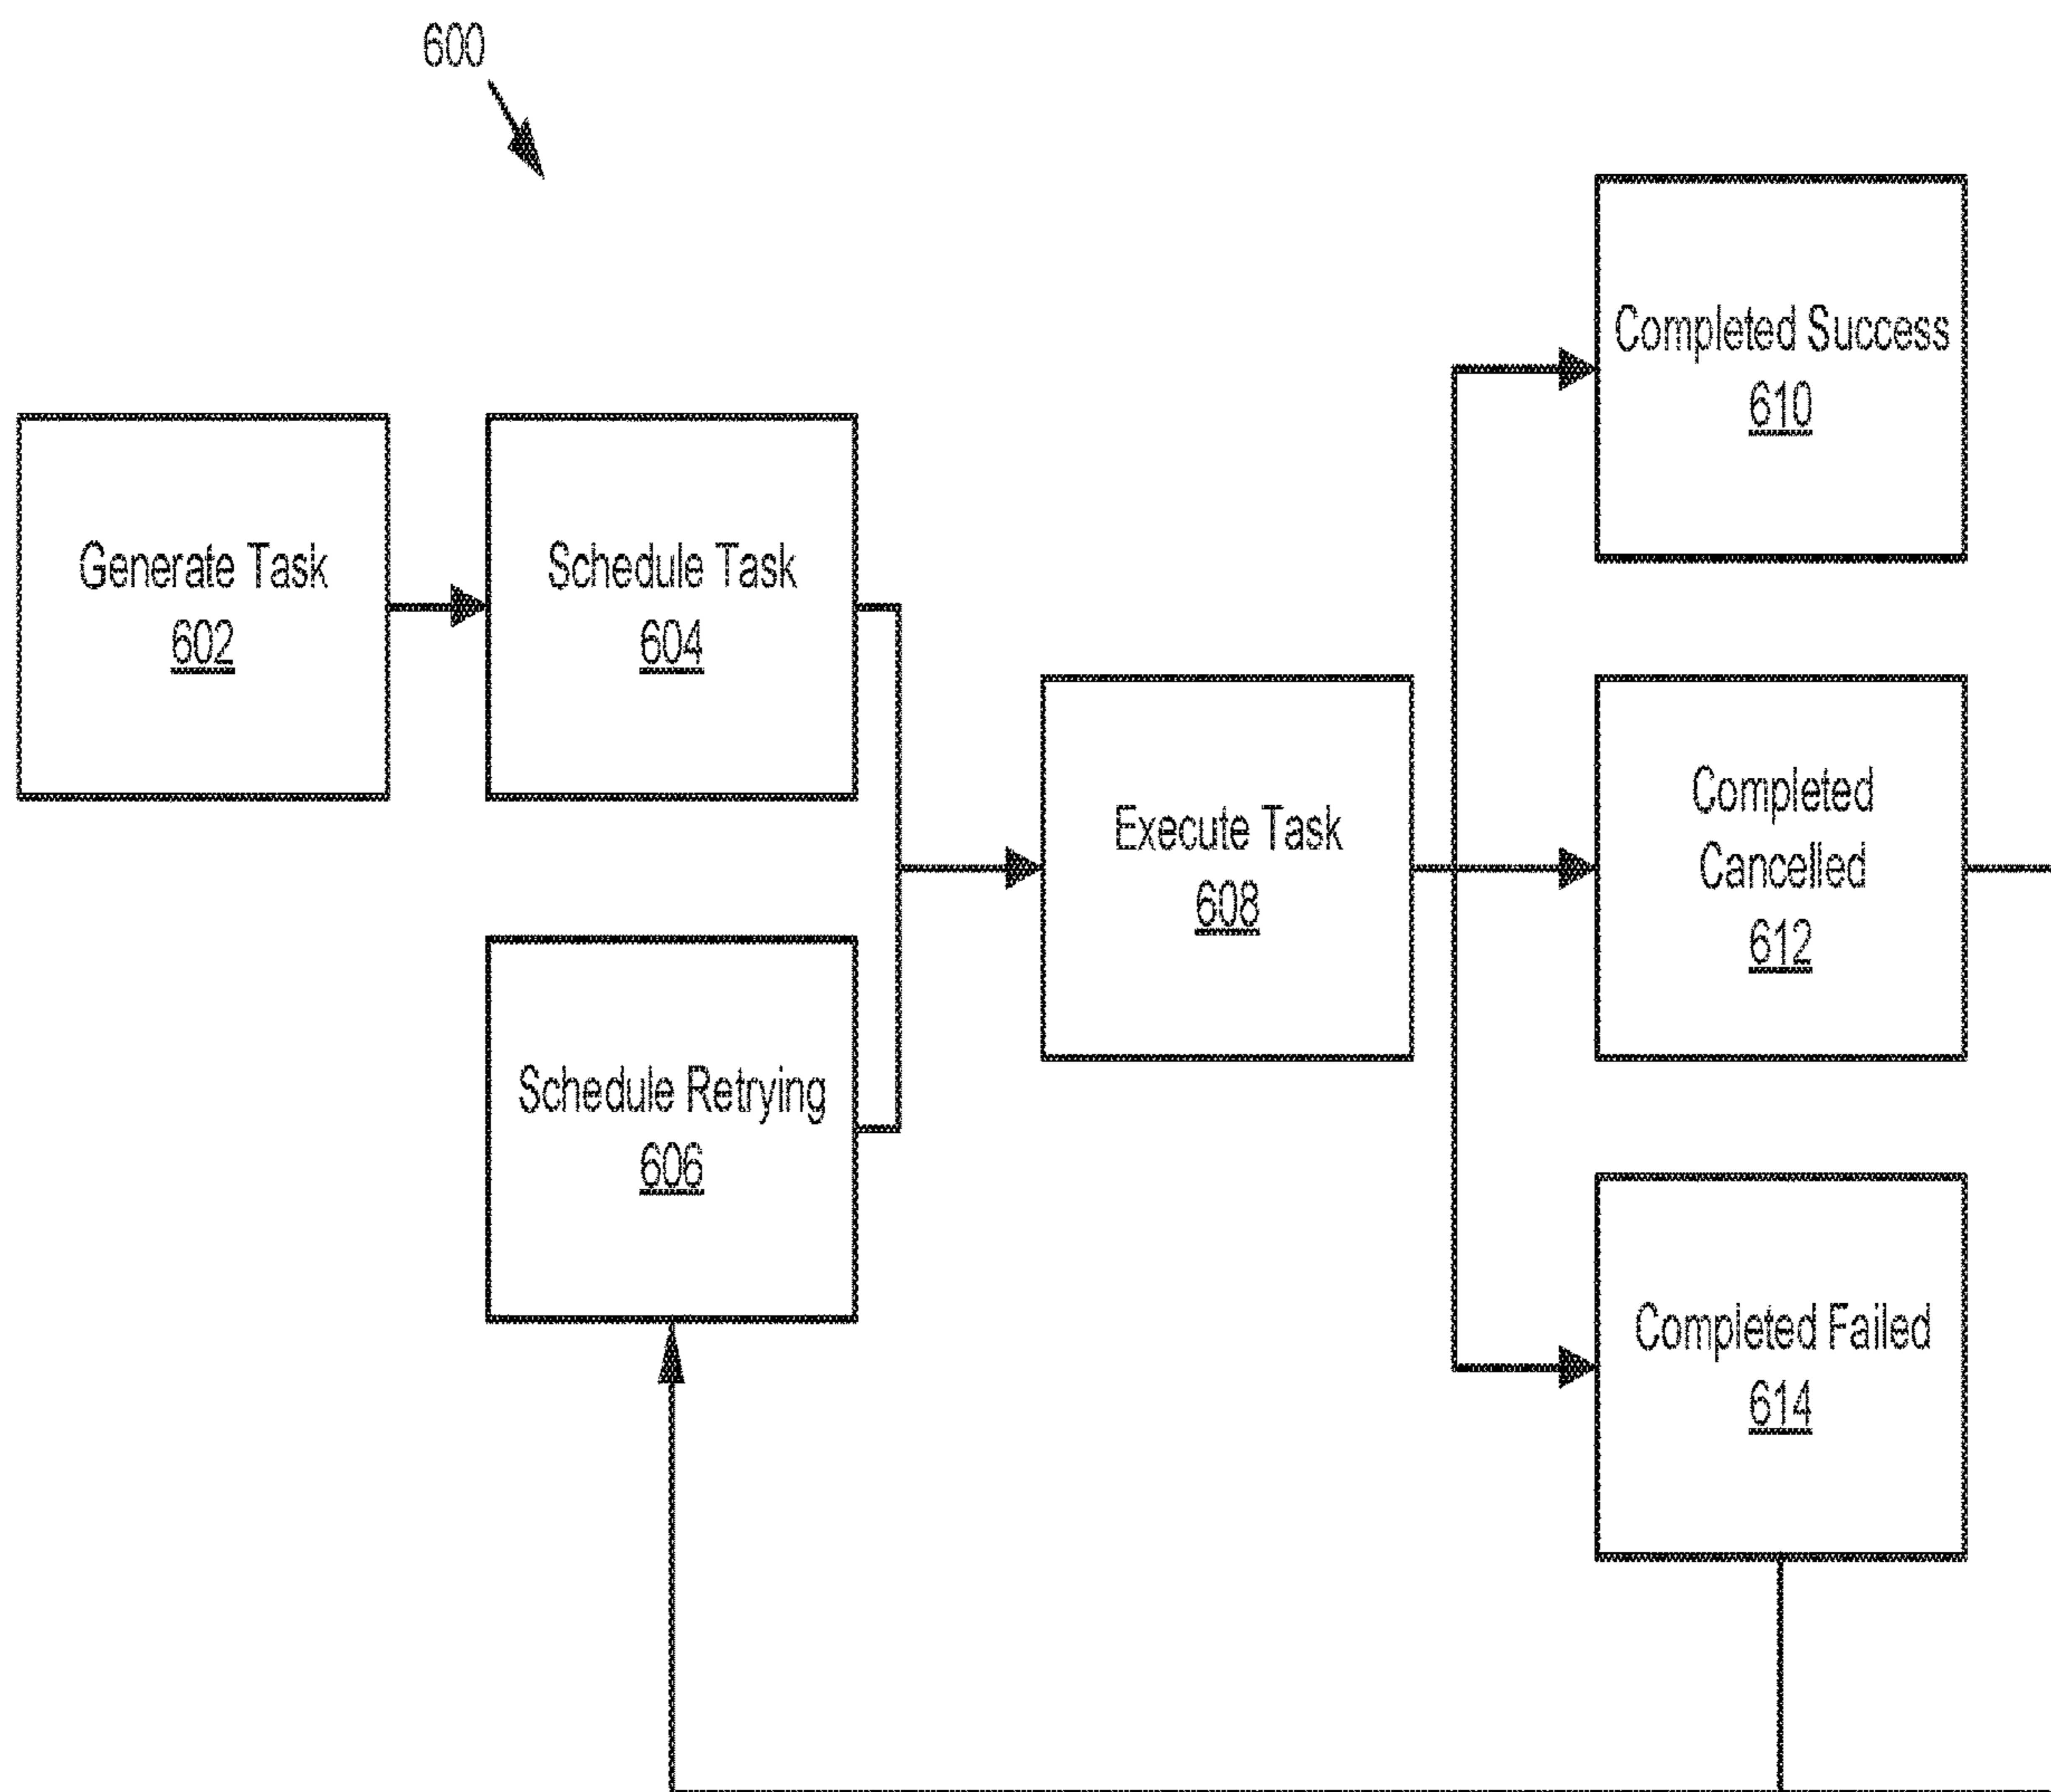 600
Generate Task
602
Schedule Task
604
Schedule Retrying
606
Execute Task
608
Completed Success
610
Completed
Cancelled
612
Completed Failed
614